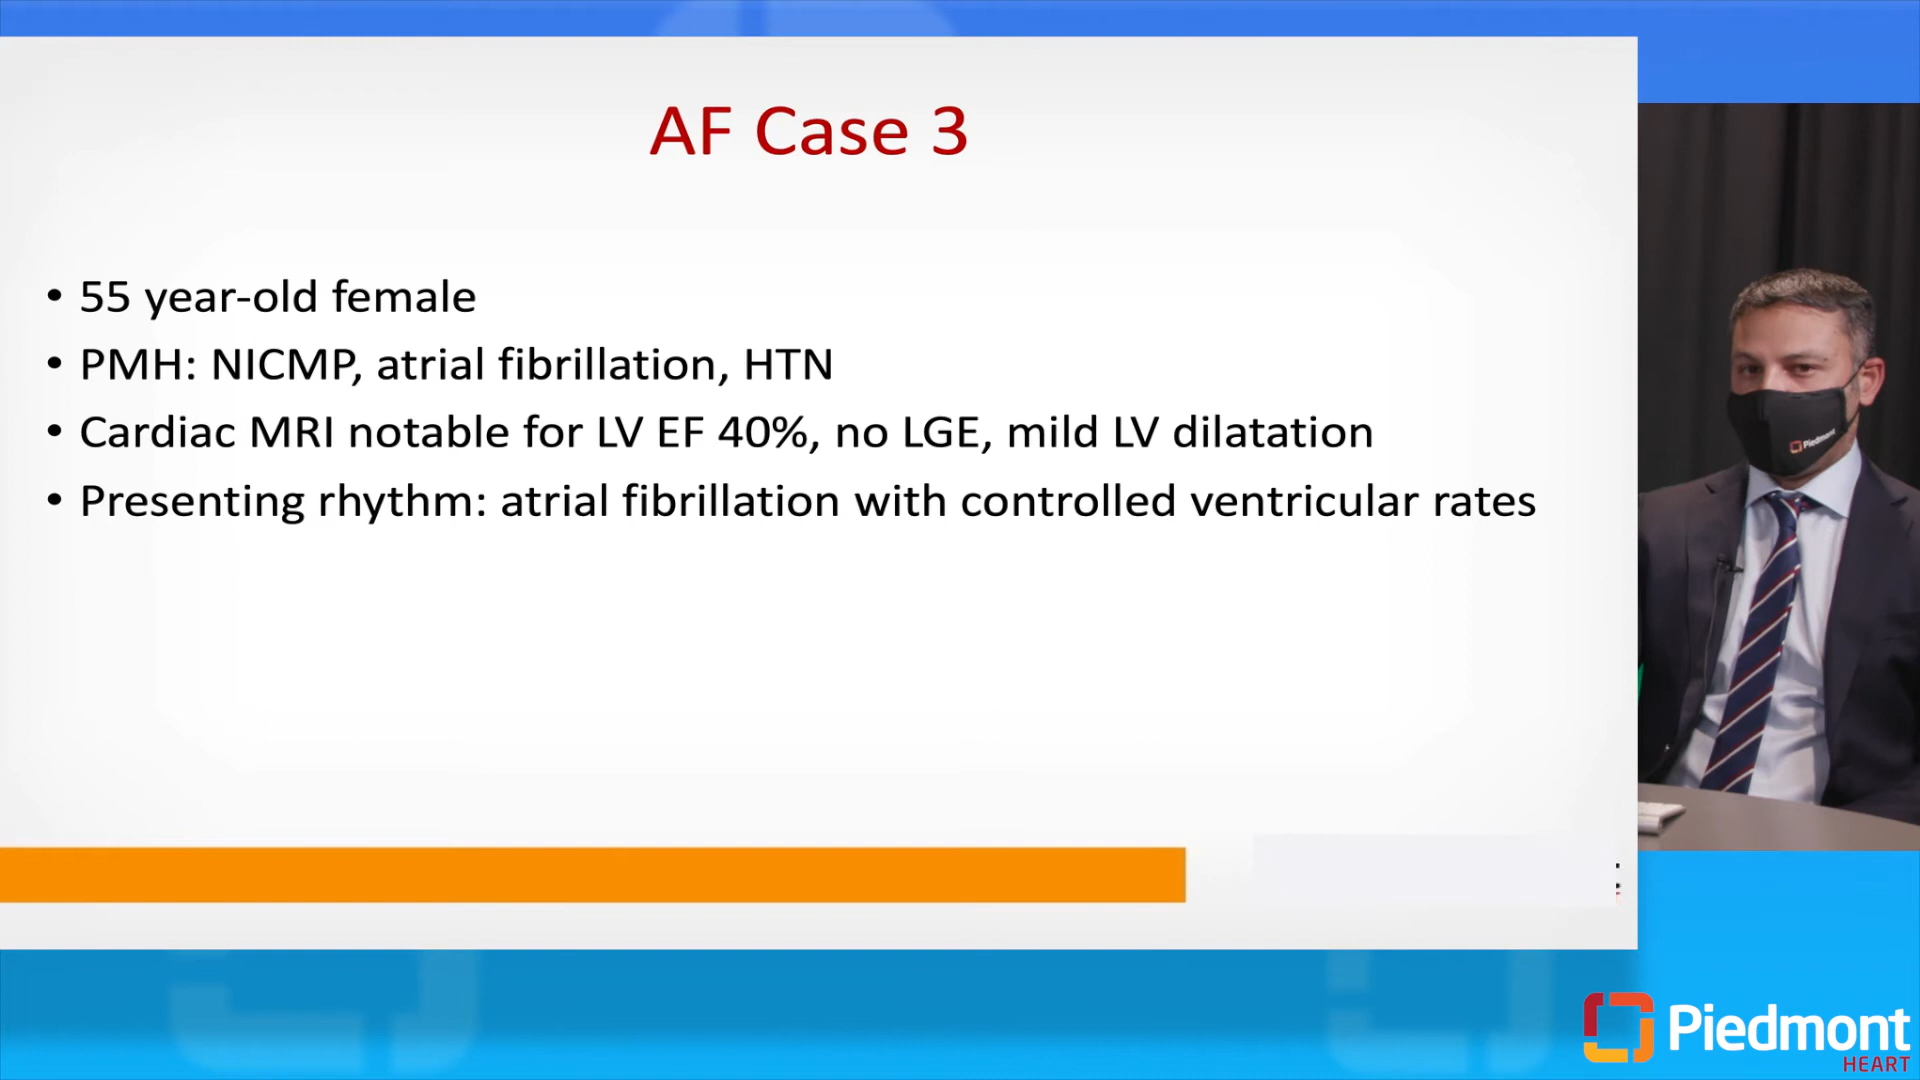 AF Case 3
• 55 year-old female
• PMH: NICMP, atrial fibrillation, HTN
• Cardiac MRI notable for LV EF 40%, no LGE, mild LV dilatation
• Presenting rhythm: atrial fibrillation with controlled ventricular rates
Piedmont
Piedmont
HEART